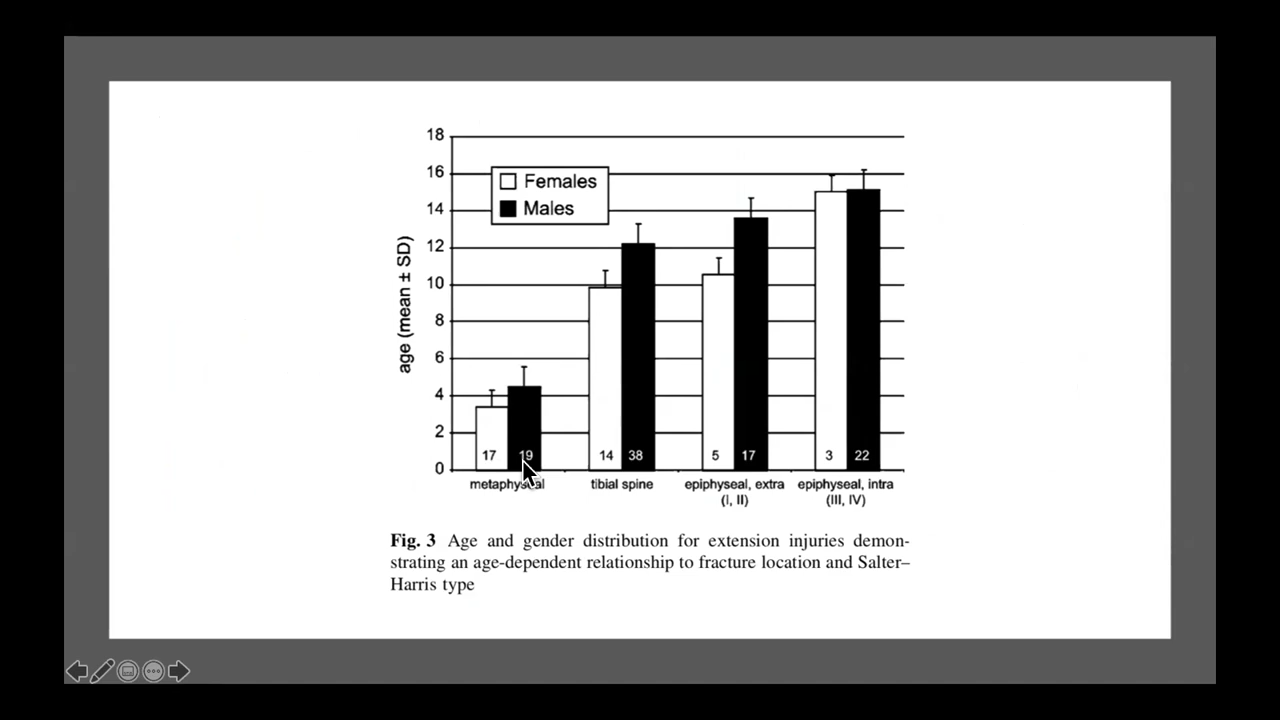 18
16
14
12
10
8
6
4
2
0
age (mean ± SD)
Females
Males
17 19 14 38 5 17 3 22
metaphyseal tibial spine epiphyseal, extra epiphyseal, intra
(I, II) (III, IV)
Fig. 3 Age and gender distribution for extension injuries demon-
strating an age-dependent relationship to fracture location and Salter–
Harris type